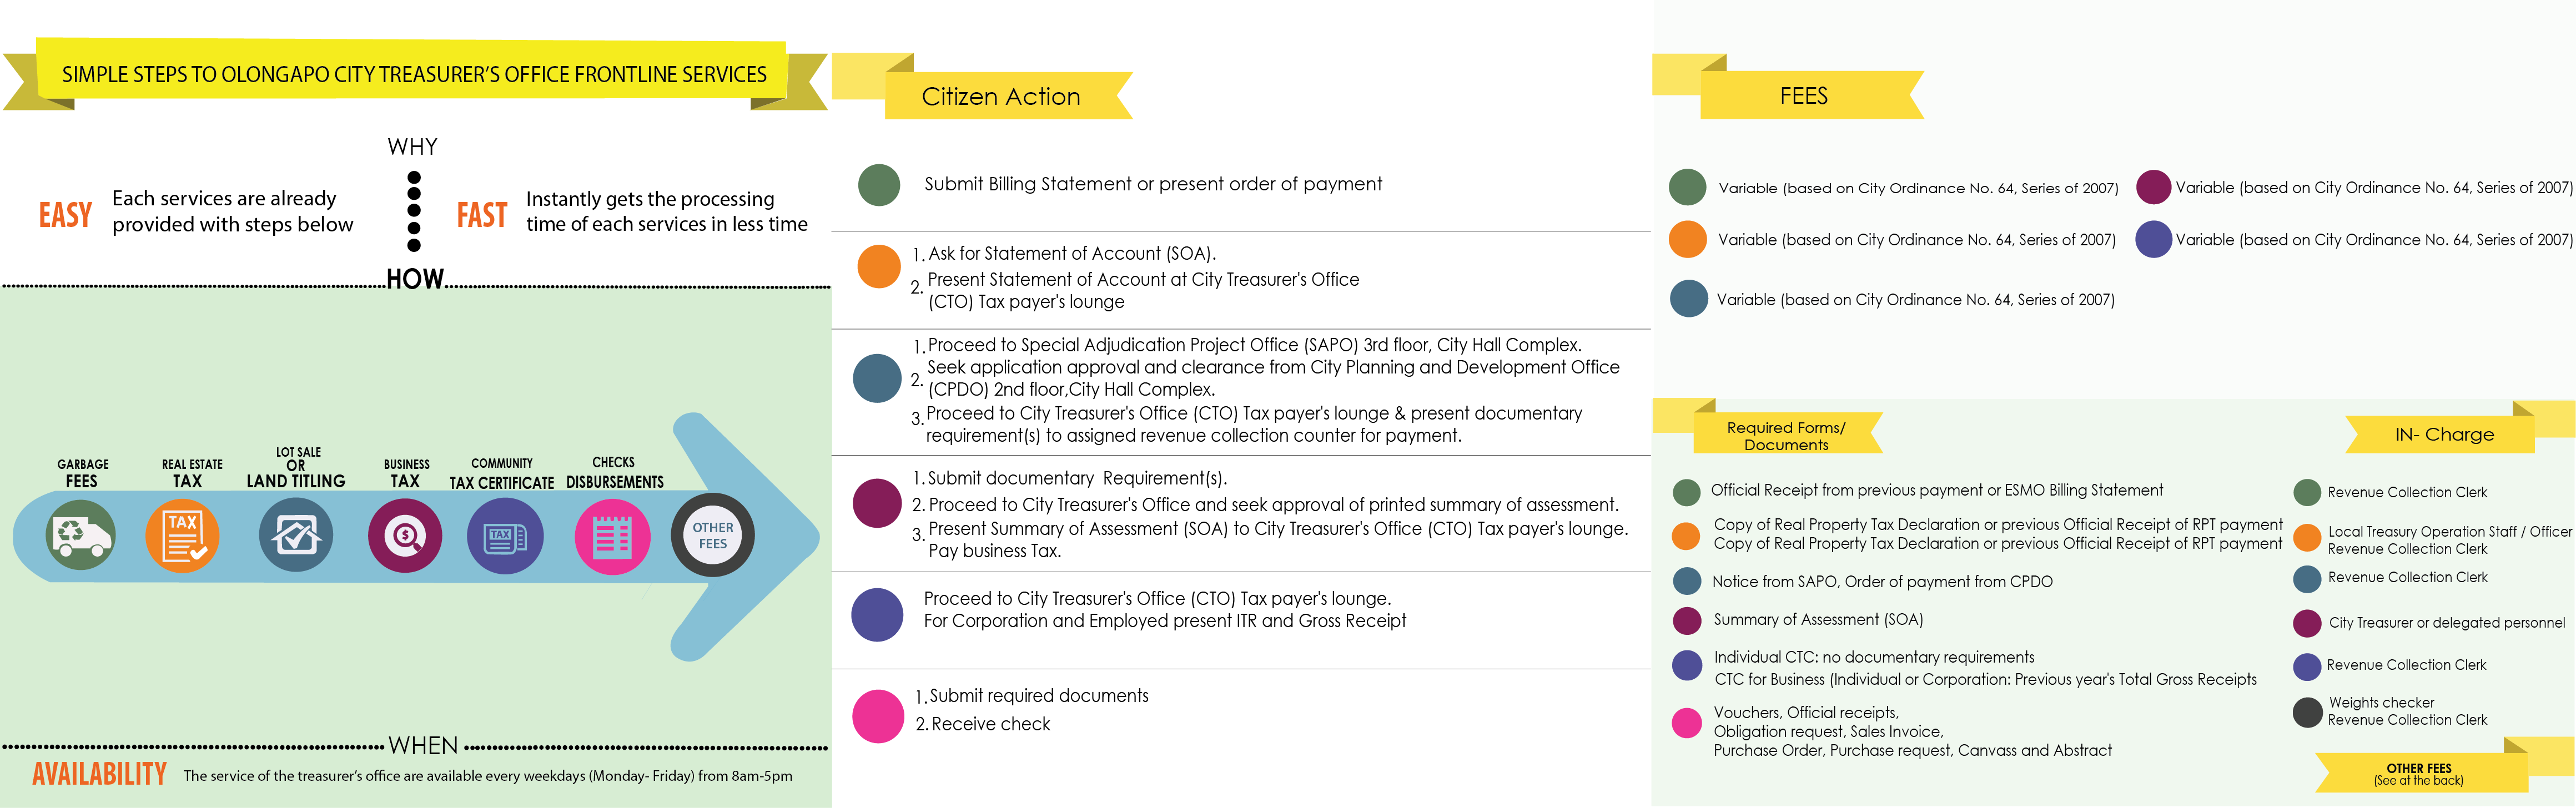 SIMPLE STEPS TO OLONGAPO CITY TREASURER'S OFFICE FRONTLINE SERVICES
WHY
EASY
Each services are already
provided with steps below
FAST
Instantly gets the processing
time of each services in less time
HOW
GARBAGE
FEES
REAL ESTATE
TAX
LOT SALE
OR
LAND TITLING
BUSINESS
TAX
COMMUNITY
TAX CERTIFICATE
CHECKS
DISBURSEMENTS
TAX
$
TAX
OTHER
FEES
WHEN
AVAILABILITY
The service of the treasurer's office are available every weekdays (Monday- Friday) from 8am-5pm
Citizen Action
Submit Billing Statement or present order of payment
1. Ask for Statement of Account (SOA).
2. Present Statement of Account at City Treasurer's Office
(CTO) Tax payer's lounge
1. Proceed to Special Adjudication Project Office (SAPO) 3rd floor, City Hall Complex.
2. Seek application approval and clearance from City Planning and Development Office
(CPDO) 2nd floor,City Hall Complex.
3. Proceed to City Treasurer's Office (CTO) Tax payer's lounge & present documentary
requirement(s) to assigned revenue collection counter for payment.
1. Submit documentary Requirement(s).
2. Proceed to City Treasurer's Office and seek approval of printed summary of assessment.
3. Present Summary of Assessment (SOA) to City Treasurer's Office (CTO) Tax payer's lounge.
Pay business Tax.
Proceed to City Treasurer's Office (CTO) Tax payer's lounge.
For Corporation and Employed present ITR and Gross Receipt
1. Submit required documents
2. Receive check
FEES
Variable (based on City Ordinance No. 64, Series of 2007)
Variable (based on City Ordinance No. 64, Series of 2007)
Variable (based on City Ordinance No. 64, Series of 2007)
Variable (based on City Ordinance No. 64, Series of 2007)
Variable (based on City Ordinance No. 64, Series of 2007)
Required Forms/
Documents
Official Receipt from previous payment or ESMO Billing Statement
Copy of Real Property Tax Declaration or previous Official Receipt of RPT payment
Copy of Real Property Tax Declaration or previous Official Receipt of RPT payment
Notice from SAPO, Order of payment from CPDO
Summary of Assessment (SOA)
Individual CTC: no documentary requirements
CTC for Business (Individual or Corporation: Previous year's Total Gross Receipts
Vouchers, Official receipts,
Obligation request, Sales Invoice,
Purchase Order, Purchase request, Canvass and Abstract
IN- Charge
Revenue Collection Clerk
Local Treasury Operation Staff / Officer
Revenue Collection Clerk
Revenue Collection Clerk
City Treasurer or delegated personnel
Revenue Collection Clerk
Weights checker
Revenue Collection Clerk
OTHER FEES
(See at the back)